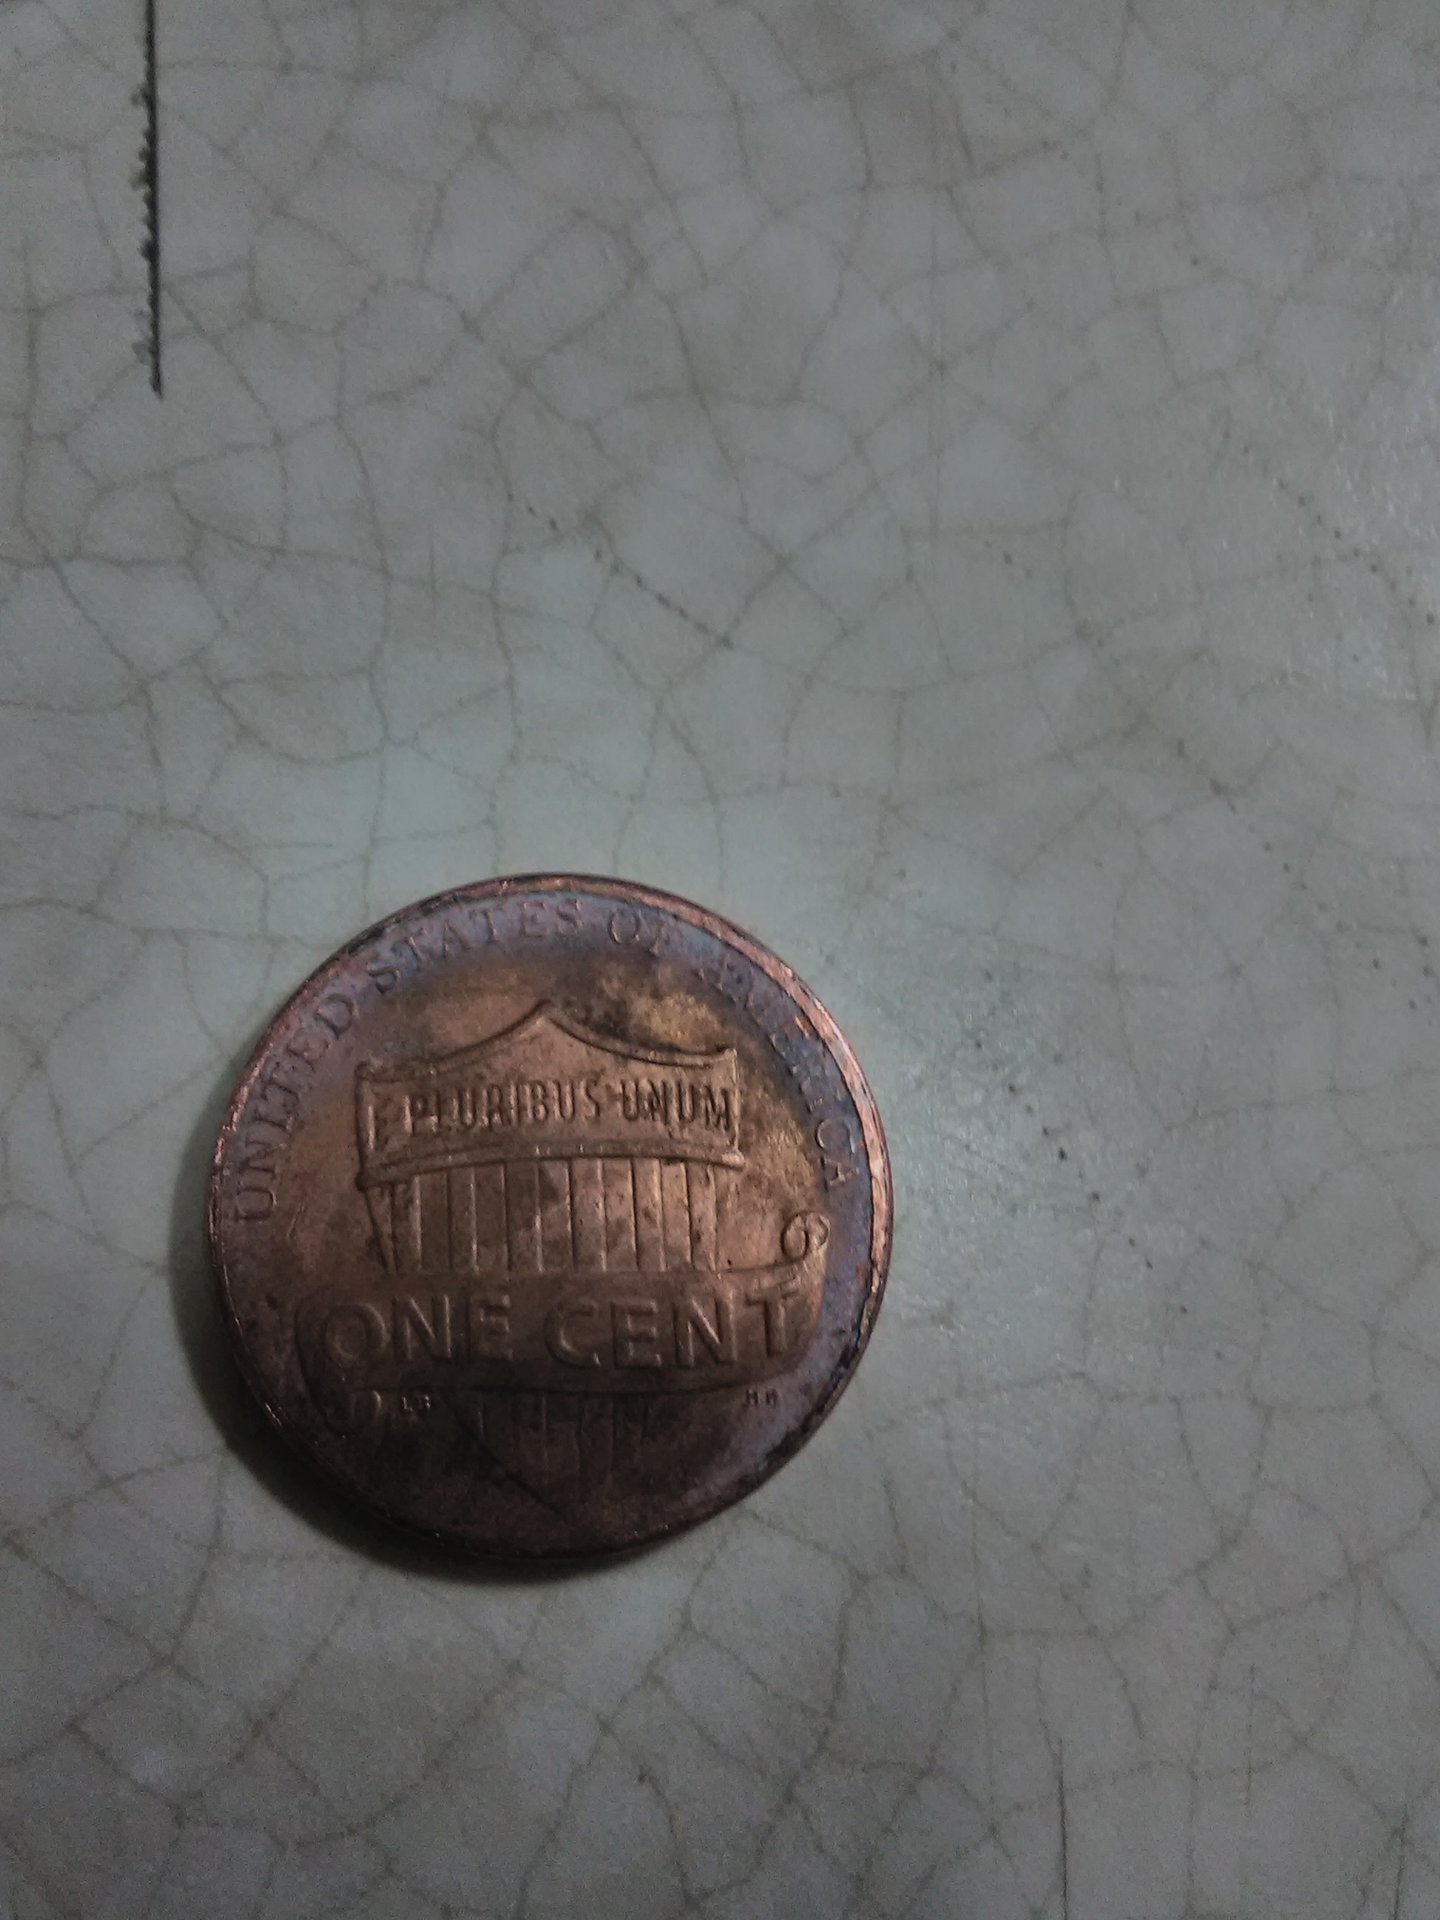 UNITED STATES OF AMERICA
E PLURIBUS UNUM
ONE CENT
LB